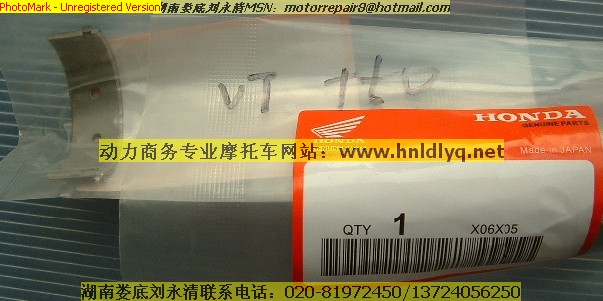 PhotoMark - Unregistered Version
湖南娄底刘永清MSN：motorrepair9@hotmail.com
VT
HONDA
GENUINE PARTS
动力商务专业摩托车网站：www.hnldlyq.net
Made in JAPAN
QTY 1 X06X05
湖南娄底刘永清联系电话：020-81972450/13724056250